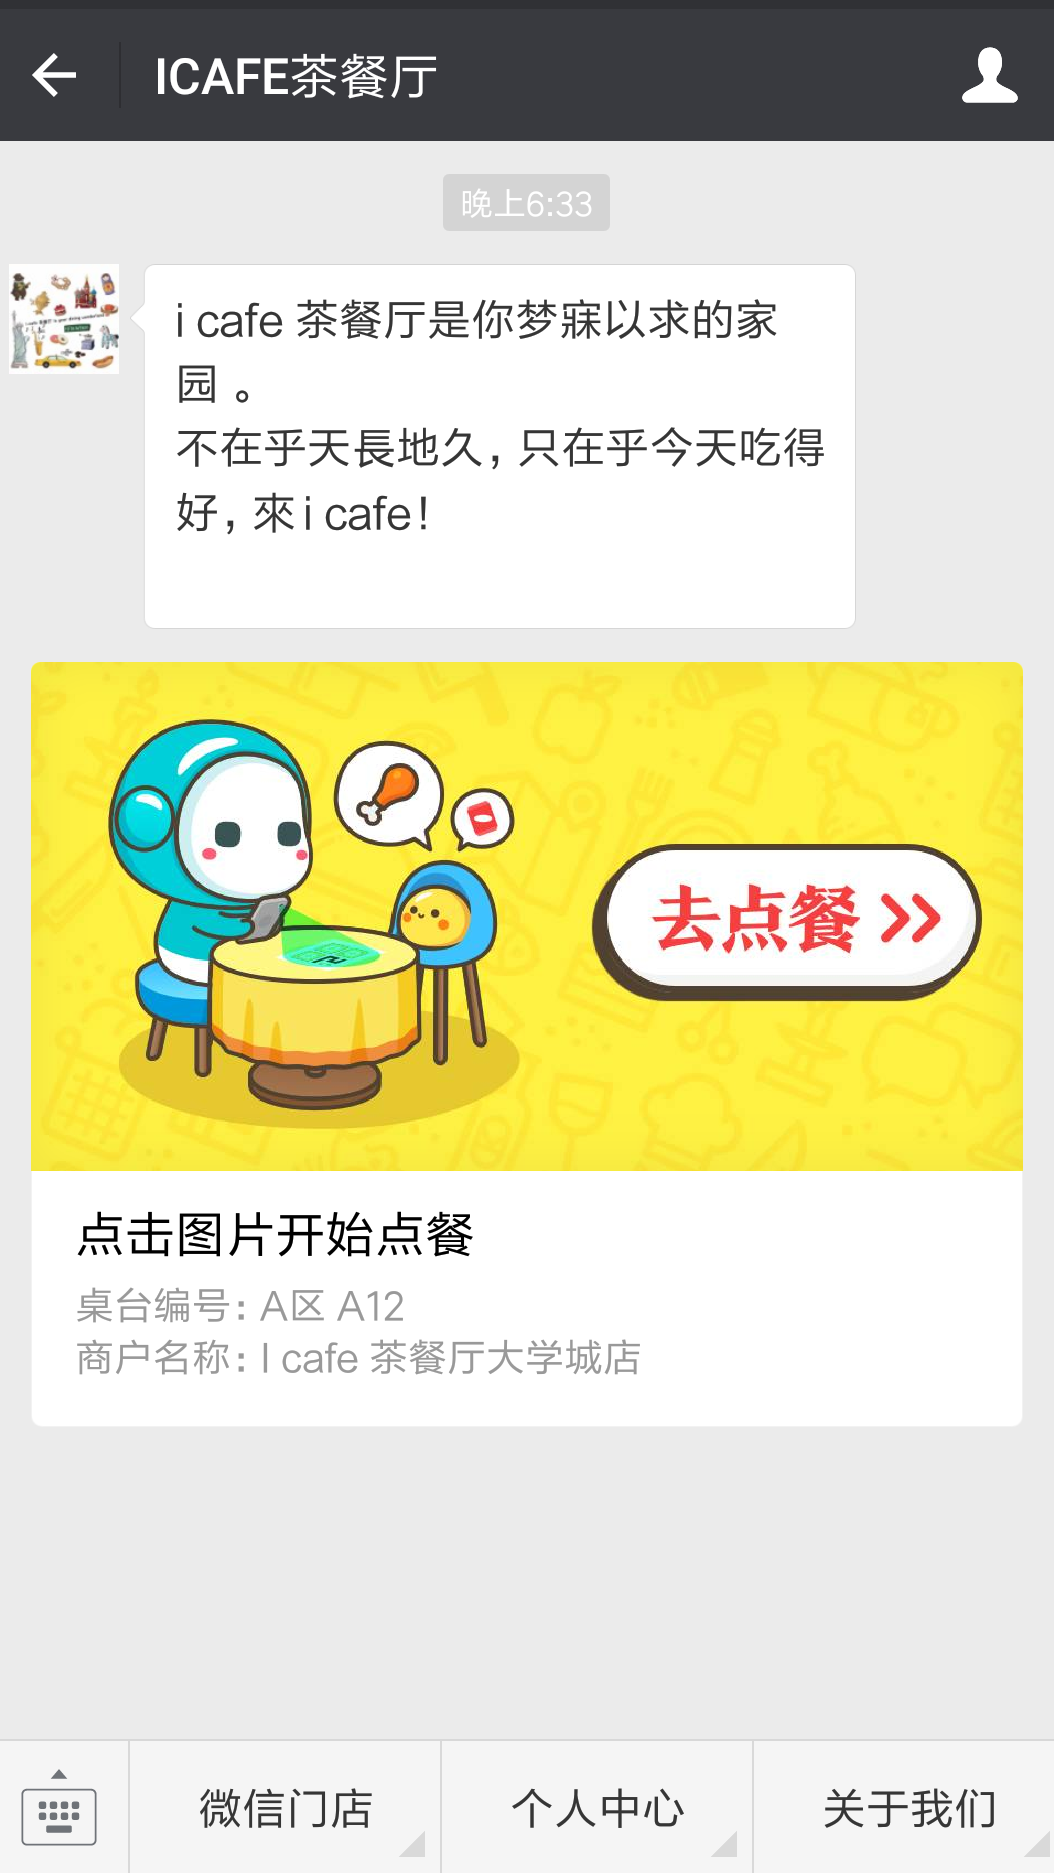 ICAFE茶餐厅
晚上6:33
i cafe 茶餐厅是你梦寐以求的家
园 。
不在乎天長地久, 只在乎今天吃得
好, 來i cafe!
去点餐
点击图片开始点餐
桌台编号: A区 A12
商户名称: I cafe 茶餐厅大学城店
微信门店
个人中心
关于我们